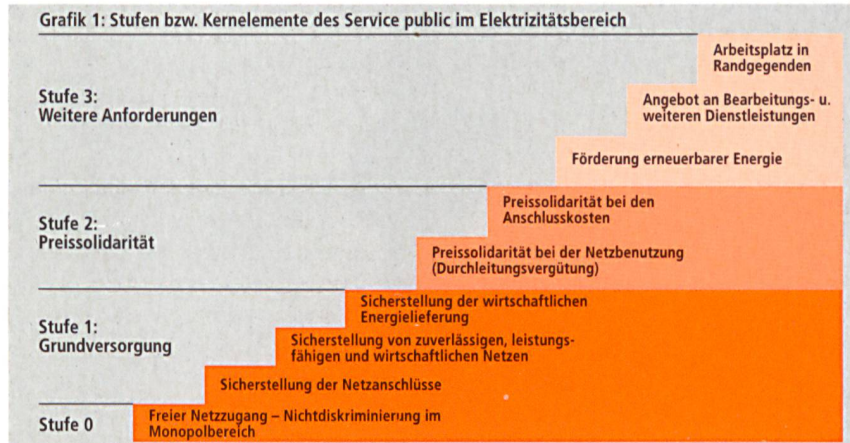 Grafik 1: Stufen bzw. Kernelemente des Service public im Elektrizitätsbereich
Arbeitsplatz in
Randgegenden
Stufe 3:
Weitere Anforderungen
Angebot an Bearbeitungs- u.
weiteren Dienstleistungen
Förderung erneuerbarer Energie
Stufe 2:
Preissolidarität
Preissolidarität bei den
Anschlusskosten
Preissolidarität bei der Netzbenutzung
(Durchleitungsvergütung)
Stufe 1:
Grundversorgung
Sicherstellung der wirtschaftlichen
Energielieferung
Sicherstellung von zuverlässigen, leistungs-
fähigen und wirtschaftlichen Netzen
Sicherstellung der Netzanschlüsse
Stufe 0
Freier Netzzugang – Nichtdiskriminierung im
Monopolbereich